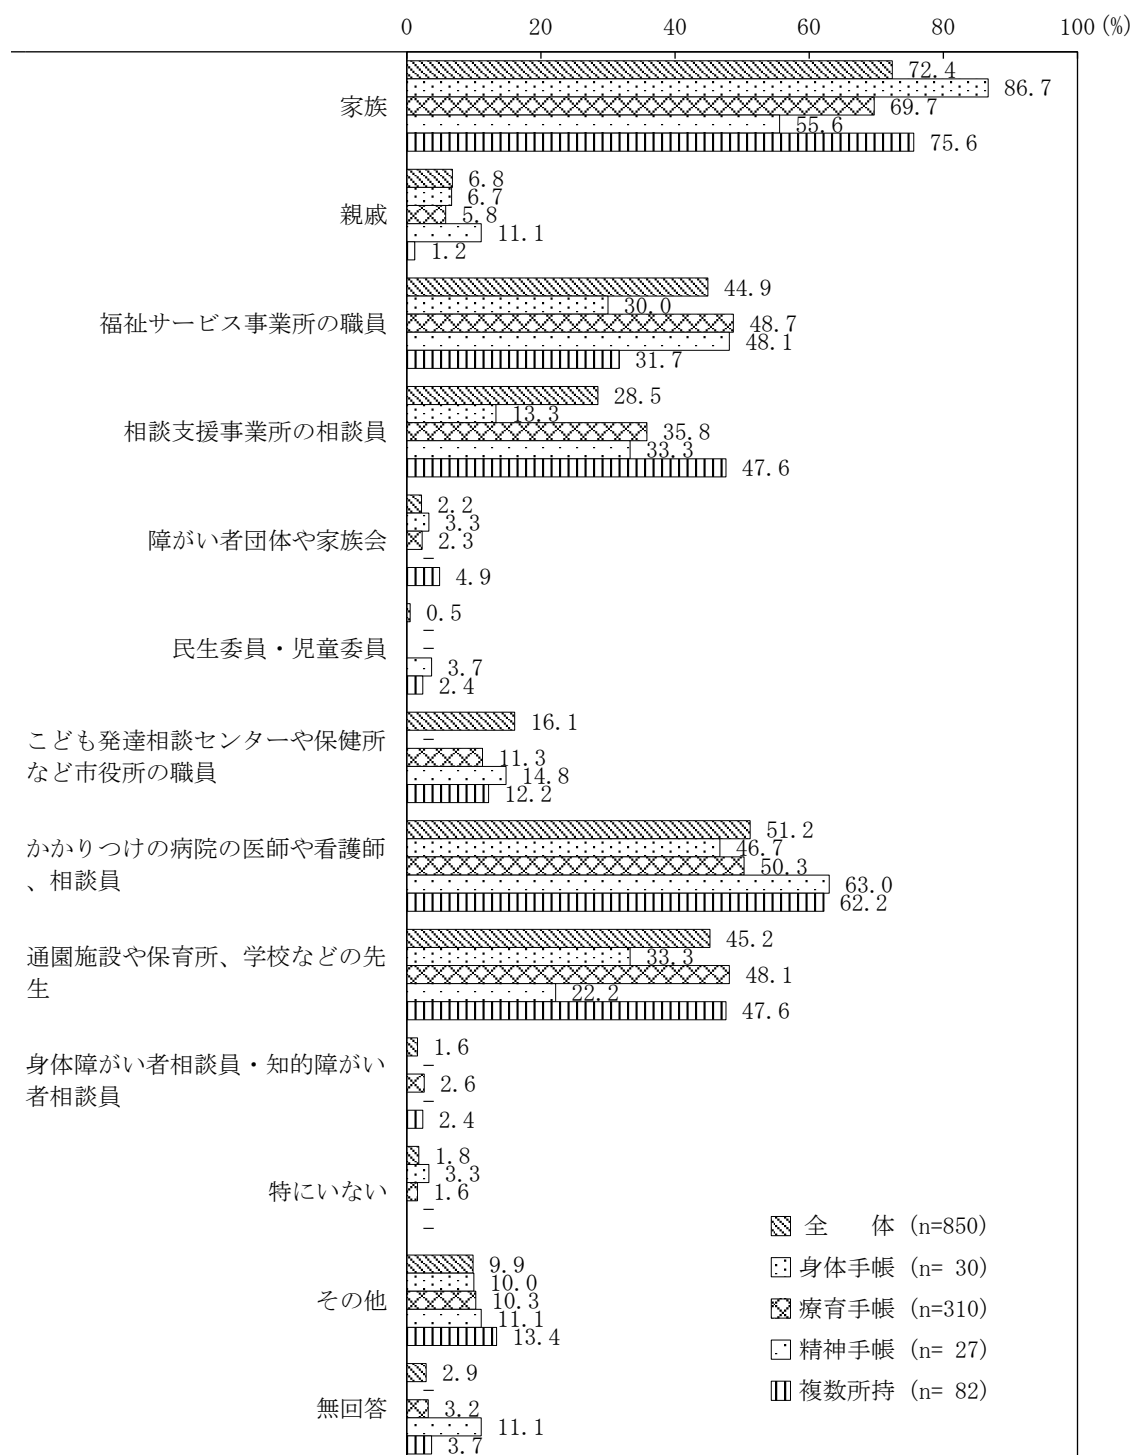 0 20 40 60 80 100 (%)
家族
72.4
86.7
69.7
55.6
75.6
親戚
6.8
6.7
5.8
11.1
1.2
福祉サービス事業所の職員
44.9
30.0
48.7
48.1
31.7
相談支援事業所の相談員
28.5
13.3
35.8
33.3
47.6
障がい者団体や家族会
2.2
3.3
2.3
－
4.9
民生委員・児童委員
0.5
－
－
3.7
2.4
こども発達相談センターや保健所
など市役所の職員
16.1
－
11.3
14.8
12.2
かかりつけの病院の医師や看護師
、相談員
51.2
46.7
50.3
63.0
62.2
通園施設や保育所、学校などの先
生
45.2
33.3
48.1
22.2
47.6
身体障がい者相談員・知的障がい
者相談員
1.6
－
2.6
－
2.4
特にいない
1.8
3.3
1.6
－
－
その他
9.9
10.0
10.3
11.1
13.4
無回答
2.9
－
3.2
11.1
3.7
全　体 (n=850)
身体手帳 (n= 30)
療育手帳 (n=310)
精神手帳 (n= 27)
複数所持 (n= 82)